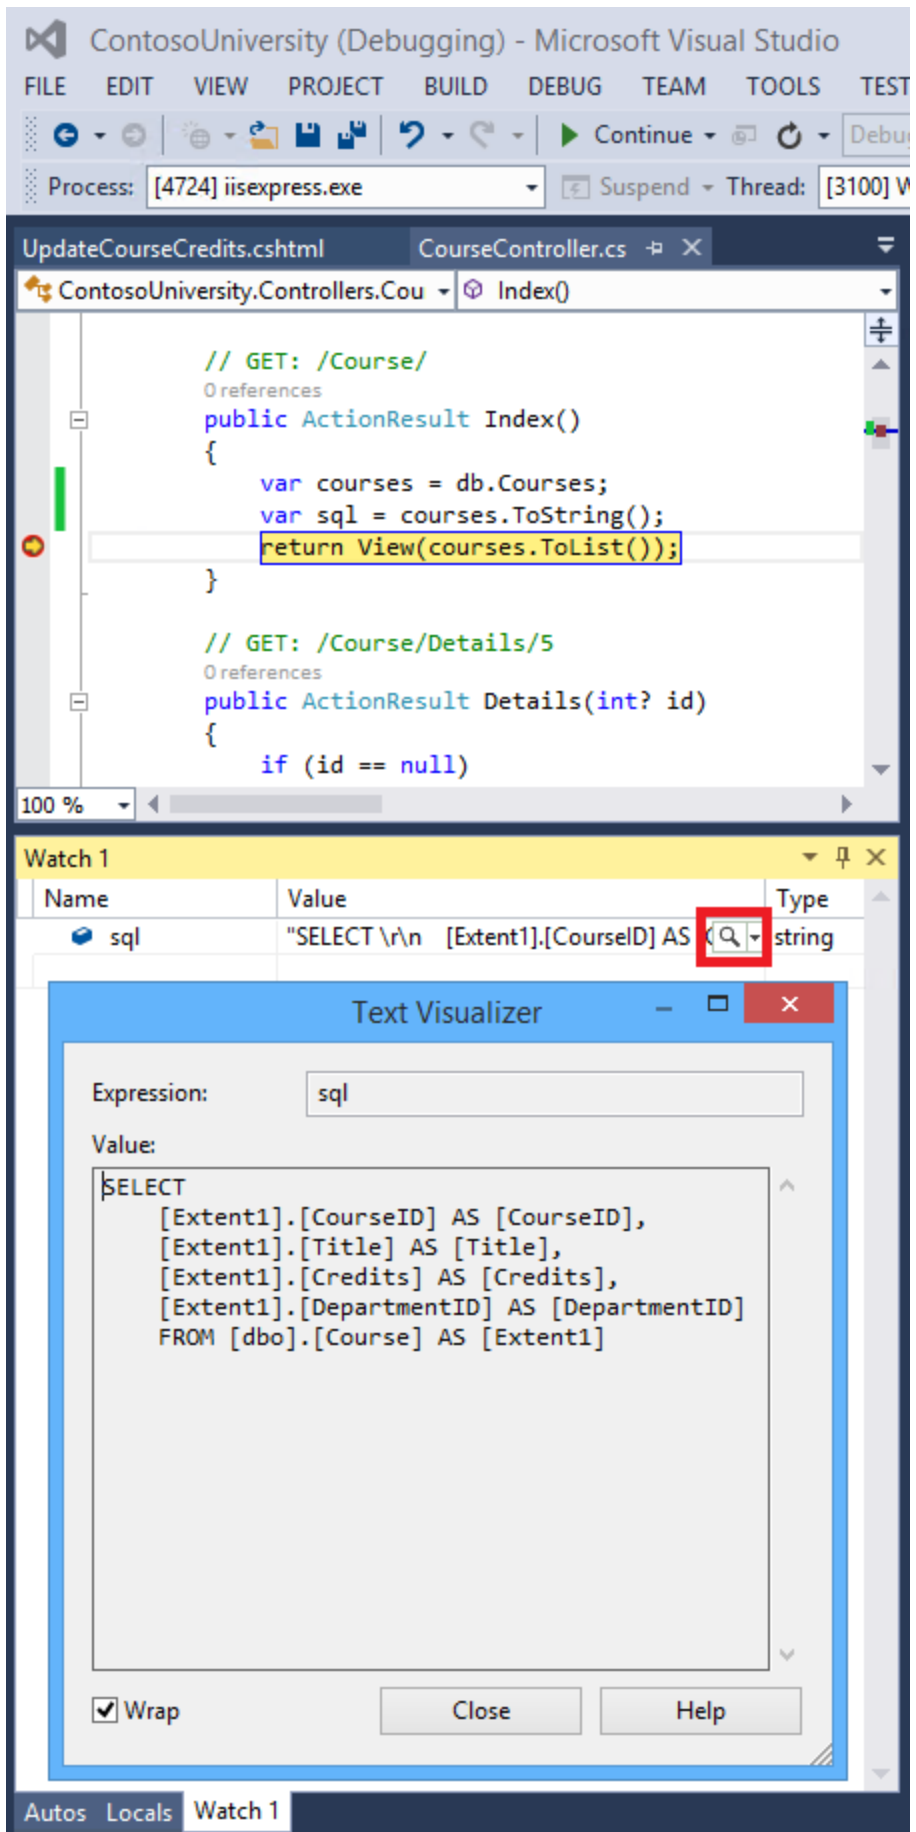 ContosoUniversity (Debugging) - Microsoft Visual Studio
FILE EDIT VIEW PROJECT BUILD DEBUG TEAM TOOLS TEST
Continue Debu
Process: [4724] iisexpress.exe Suspend Thread: [3100] W
UpdateCourseCredits.cshtml CourseController.cs
ContosoUniversity.Controllers.Cou Index()
// GET: /Course/
0 references
public ActionResult Index()
{
var courses = db.Courses;
var sql = courses.ToString();
return View(courses.ToList());
}
// GET: /Course/Details/5
0 references
public ActionResult Details(int? id)
{
if (id == null)
100 %
Watch 1
Name Value Type
sql "SELECT \r\n [Extent1].[CourseID] AS string
Text Visualizer
Expression: sql
Value:
SELECT
[Extent1].[CourseID] AS [CourseID],
[Extent1].[Title] AS [Title],
[Extent1].[Credits] AS [Credits],
[Extent1].[DepartmentID] AS [DepartmentID]
FROM [dbo].[Course] AS [Extent1]
Wrap Close Help
Autos Locals Watch 1